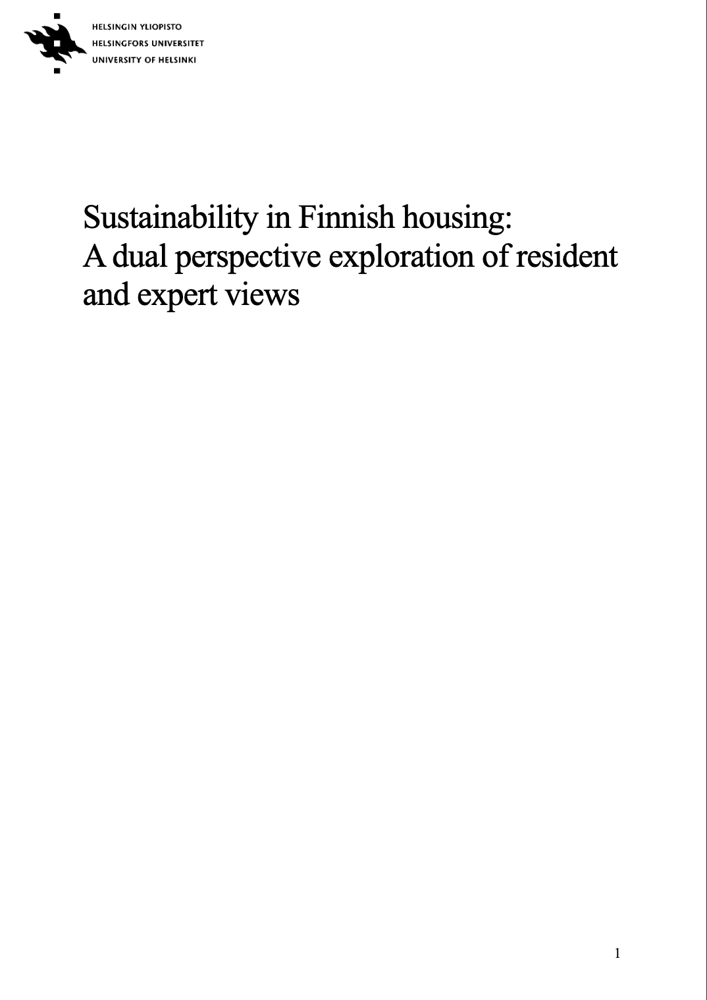 HELSINGIN YLIOPISTO
HELSINGFORS UNIVERSITET
UNIVERSITY OF HELSINKI
Sustainability in Finnish housing:
A dual perspective exploration of resident
and expert views
1